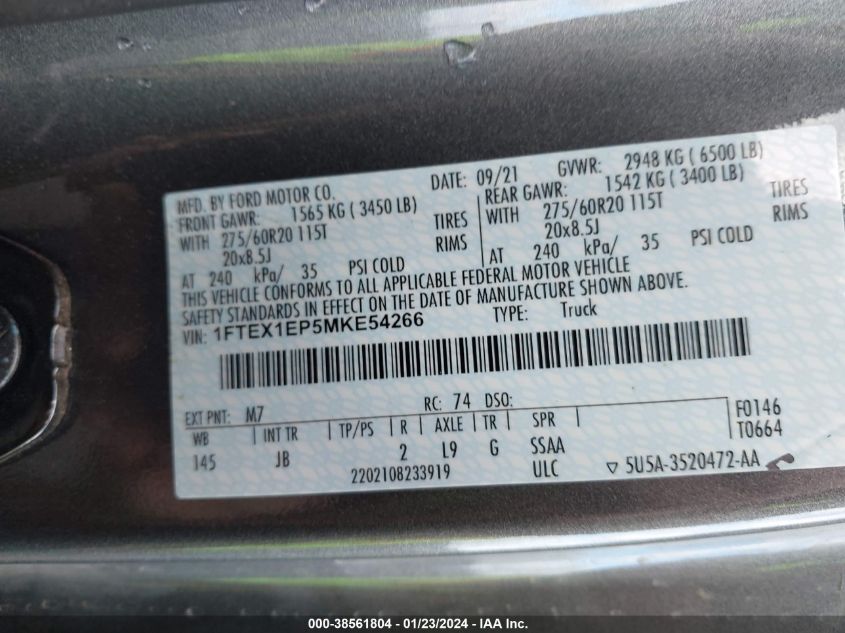 MFD. BY FORD MOTOR CO. DATE: 09/21 GVWR: 2948 KG ( 6500 LB)
FRONT GAWR: 1565 KG ( 3450 LB) REAR GAWR: 1542 KG ( 3400 LB)
WITH 275/60R20 115T TIRES WITH 275/60R20 115T TIRES
20x8.5J RIMS 20x8.5J RIMS
AT 240 kPa/ 35 PSI COLD AT 240 kPa/ 35 PSI COLD
THIS VEHICLE CONFORMS TO ALL APPLICABLE FEDERAL MOTOR VEHICLE
SAFETY STANDARDS IN EFFECT ON THE DATE OF MANUFACTURE SHOWN ABOVE.
VIN: 1FTEX1EP5MKE54266 TYPE: Truck
EXT PNT: M7 RC: 74 DSO: F0146
WB INT TR TP/PS R AXLE TR SPR T0664
145 JB 2 L9 G SSAA
2202108233919 ULC ▽ 5U5A-3520472-AA
000-38561804 - 01/23/2024 - IAA Inc.